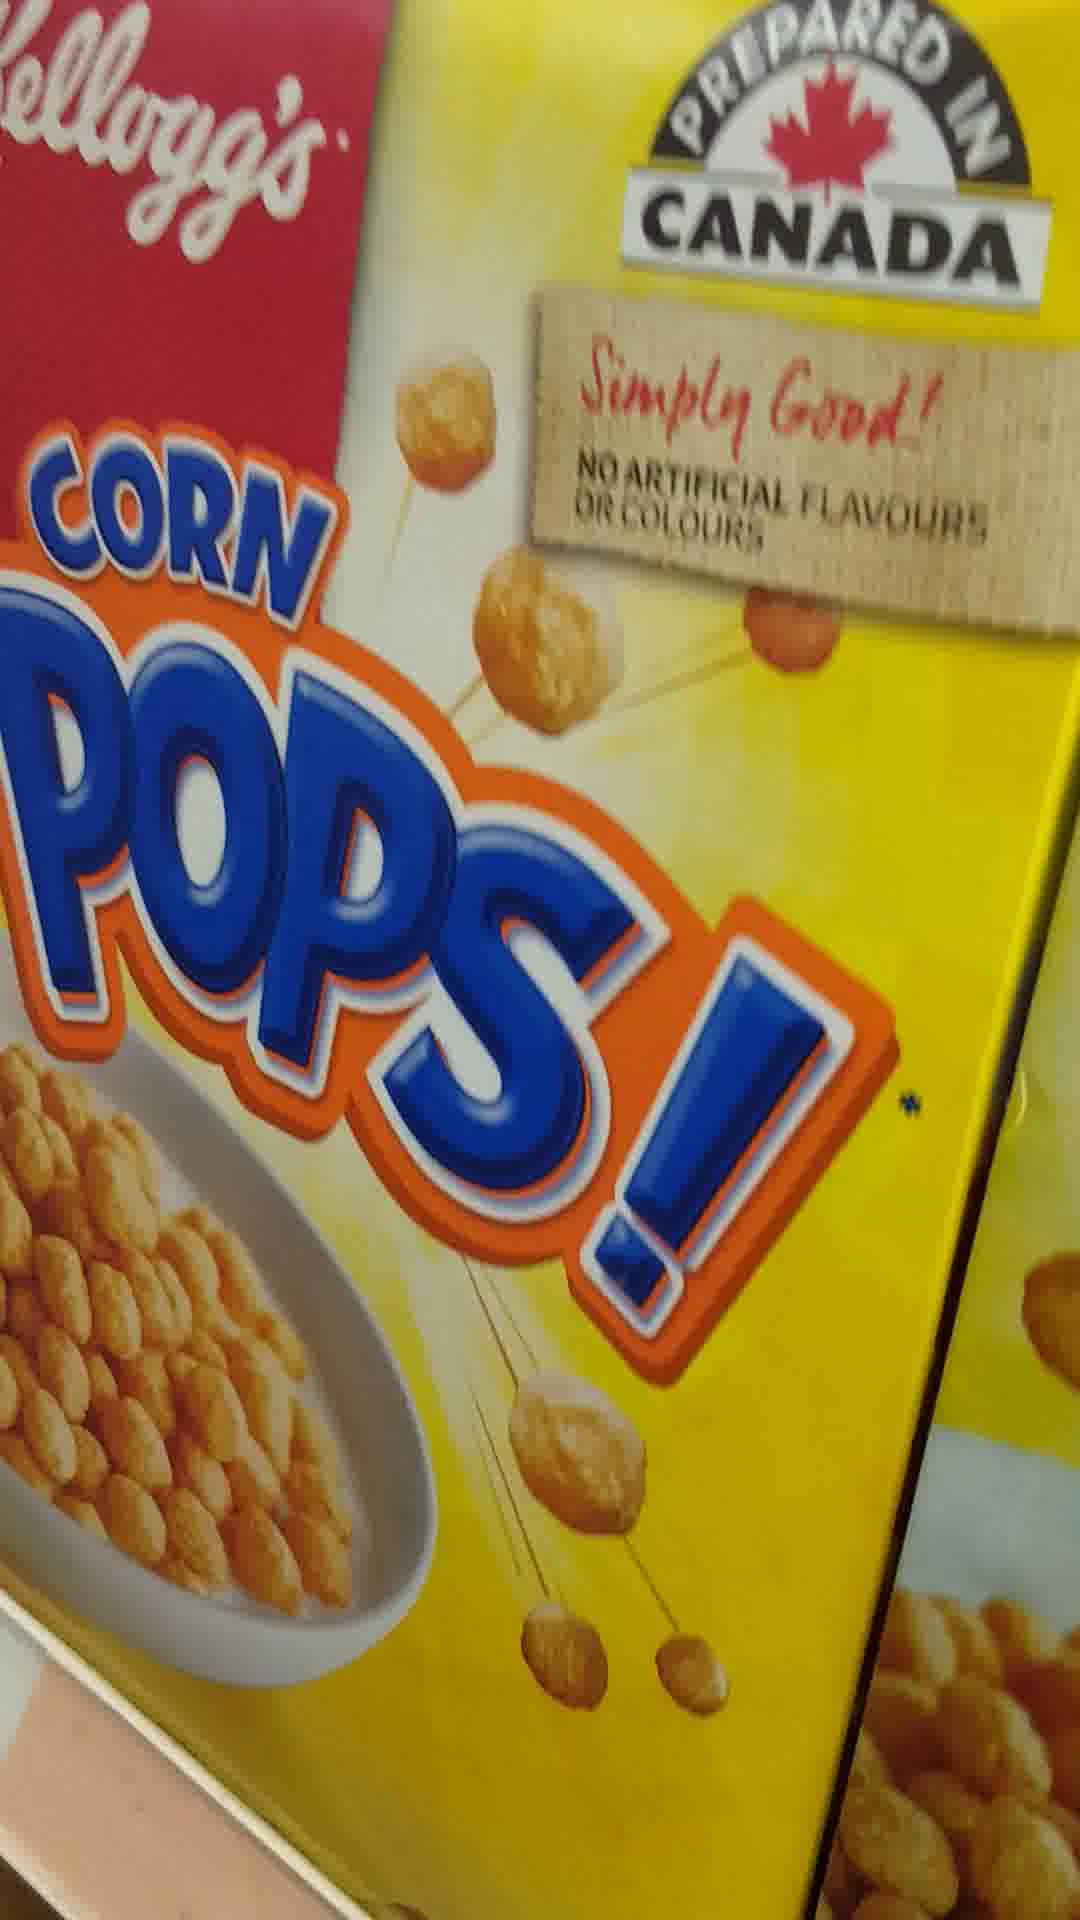 Kellogg's
PREPARED IN
CANADA
Simply Good!
NO ARTIFICIAL FLAVOURS
OR COLOURS
CORN
POPS!*